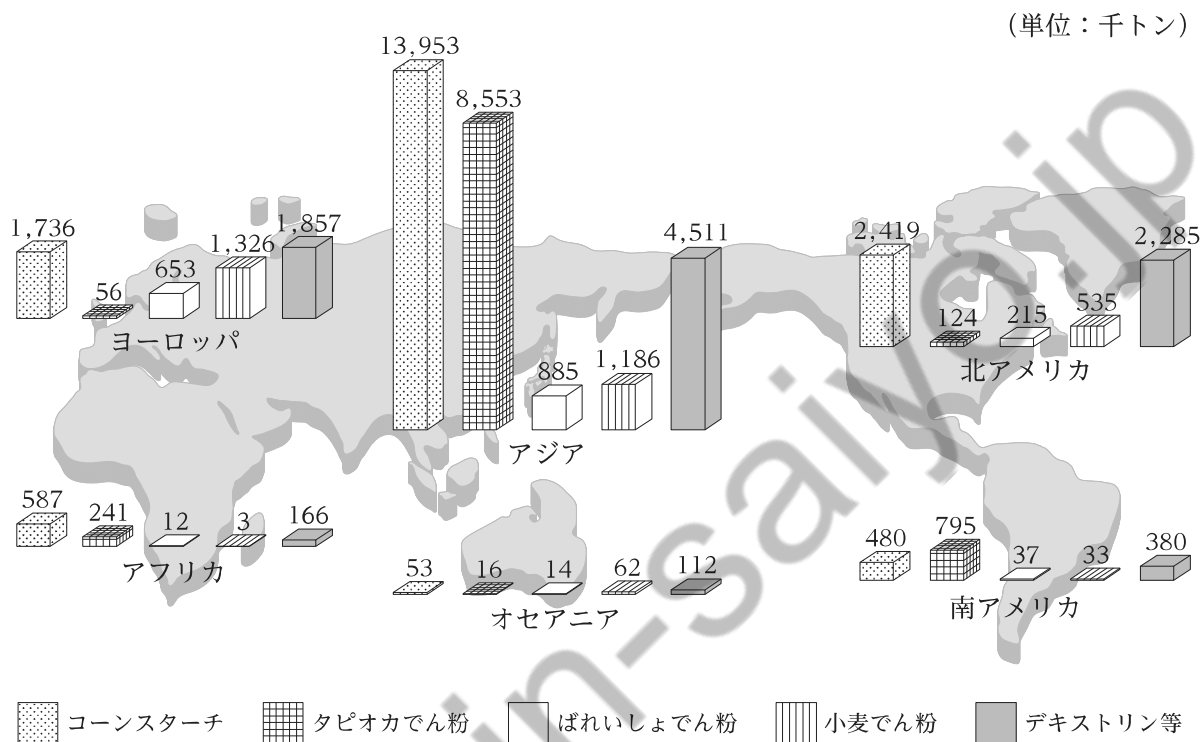 （単位：千トン）
13,953
8,553
1,736
56
653
1,326
1,857
ヨーロッパ
885
1,186
4,511
アジア
2,419
124
215
535
2,285
北アメリカ
587
241
12
3
166
アフリカ
53
16
14
62
112
オセアニア
480
795
37
33
380
南アメリカ
コーンスターチ
タピオカでん粉
ばれいしょでん粉
小麦でん粉
デキストリン等
in-saiyo.jp